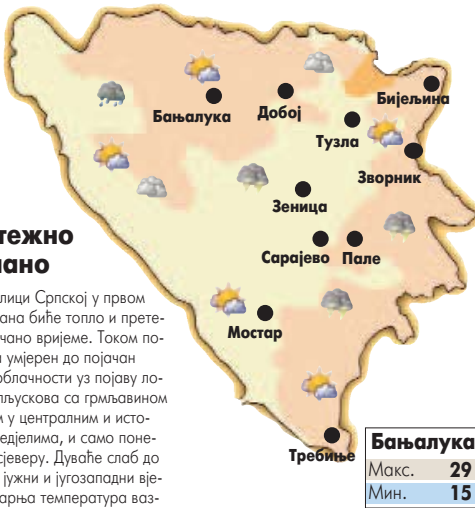 Бањалука
Добој
Бијељина
Тузла
Зворник
Зеница
Сарајево
Пале
Мостар
Требиње
тежно
лици Српској у првом
ана биће топло и прете-
чано вријеме. Током по-
умјерен до појачан
облачности уз појаву ло-
пљускова са грмљавином
м у централним и исто-
едјелима, и само поне-
сјеверу. Дуваће слаб до
јужни и југозападни вје-
арња температура ваз-
Бањалука
Макс. 29
Мин. 15